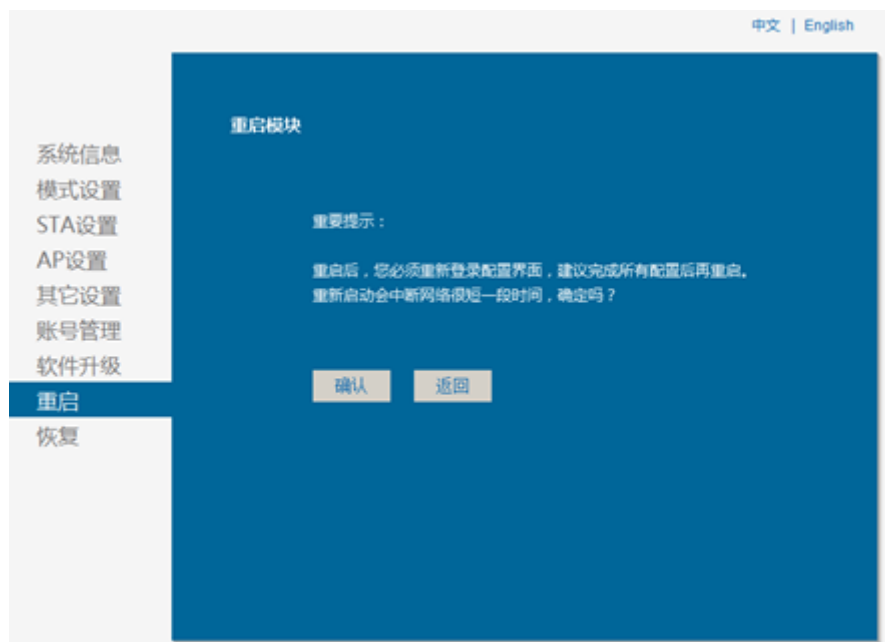 中文 | English
重启模块
系统信息
模式设置
STA设置
AP设置
其它设置
账号管理
软件升级
重启
恢复
重要提示：
重启后，您必须重新登录配置界面，建议完成所有配置后再重启。
重新启动会中断网络很短一段时间，确定吗？
确认 返回